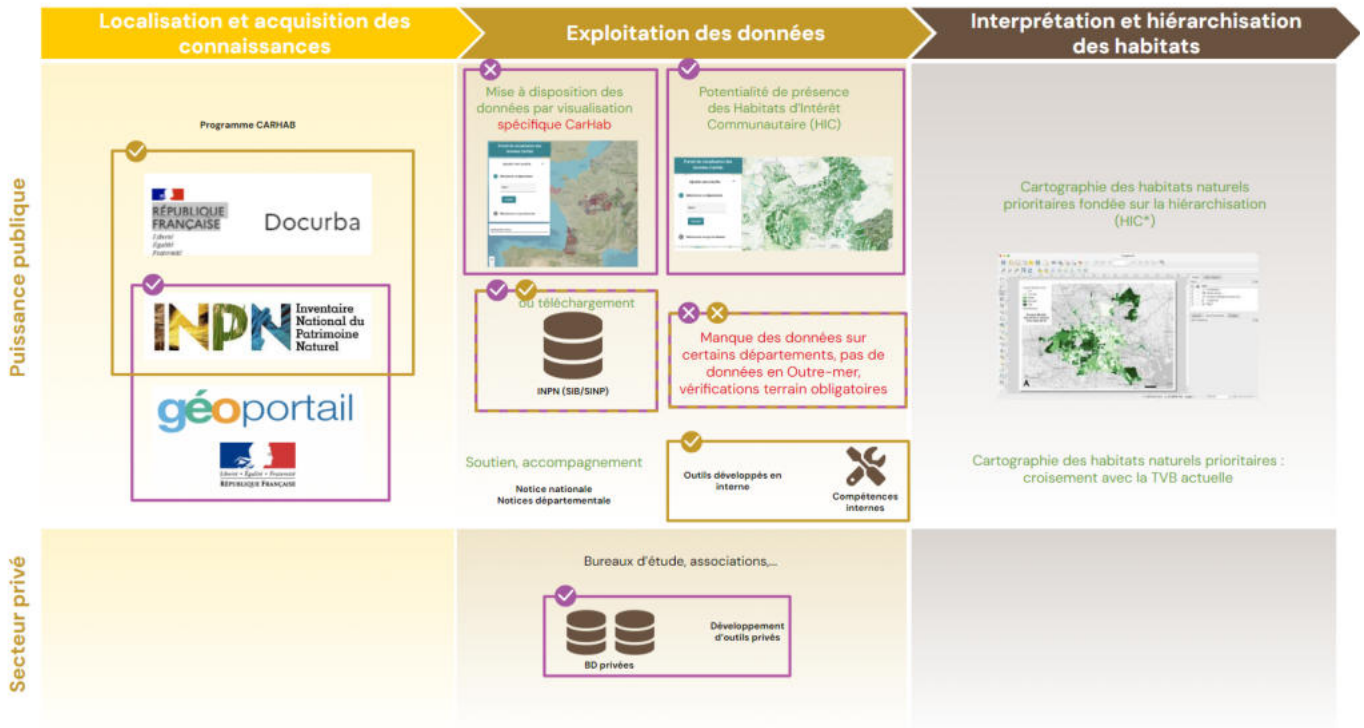 Localisation et acquisition des
connaissances
Exploitation des données
Interprétation et hiérarchisation
des habitats
Puissance publique
Programme CARHAB
RÉPUBLIQUE
FRANÇAISE
Liberté
Égalité
Fraternité
Docurba
INPN
Inventaire
National du
Patrimoine
Naturel
géoportail
Liberté • Égalité • Fraternité
RÉPUBLIQUE FRANÇAISE
Mise à disposition des
données par visualisation
spécifique CarHab
Potentialité de présence
des Habitats d'Intérêt
Communautaire (HIC)
ou téléchargement
INPN (SIB/SINP)
Manque des données sur
certains départements, pas de
données en Outre-mer,
vérifications terrain obligatoires
Soutien, accompagnement
Notice nationale
Notices départementale
Outils développés en
interne
Compétences
internes
Cartographie des habitats naturels
prioritaires fondée sur la hiérarchisation
(HIC*)
A
Cartographie des habitats naturels prioritaires :
croisement avec la TVB actuelle
Secteur privé
Bureaux d'étude, associations,...
BD privées
Développement
d'outils privés